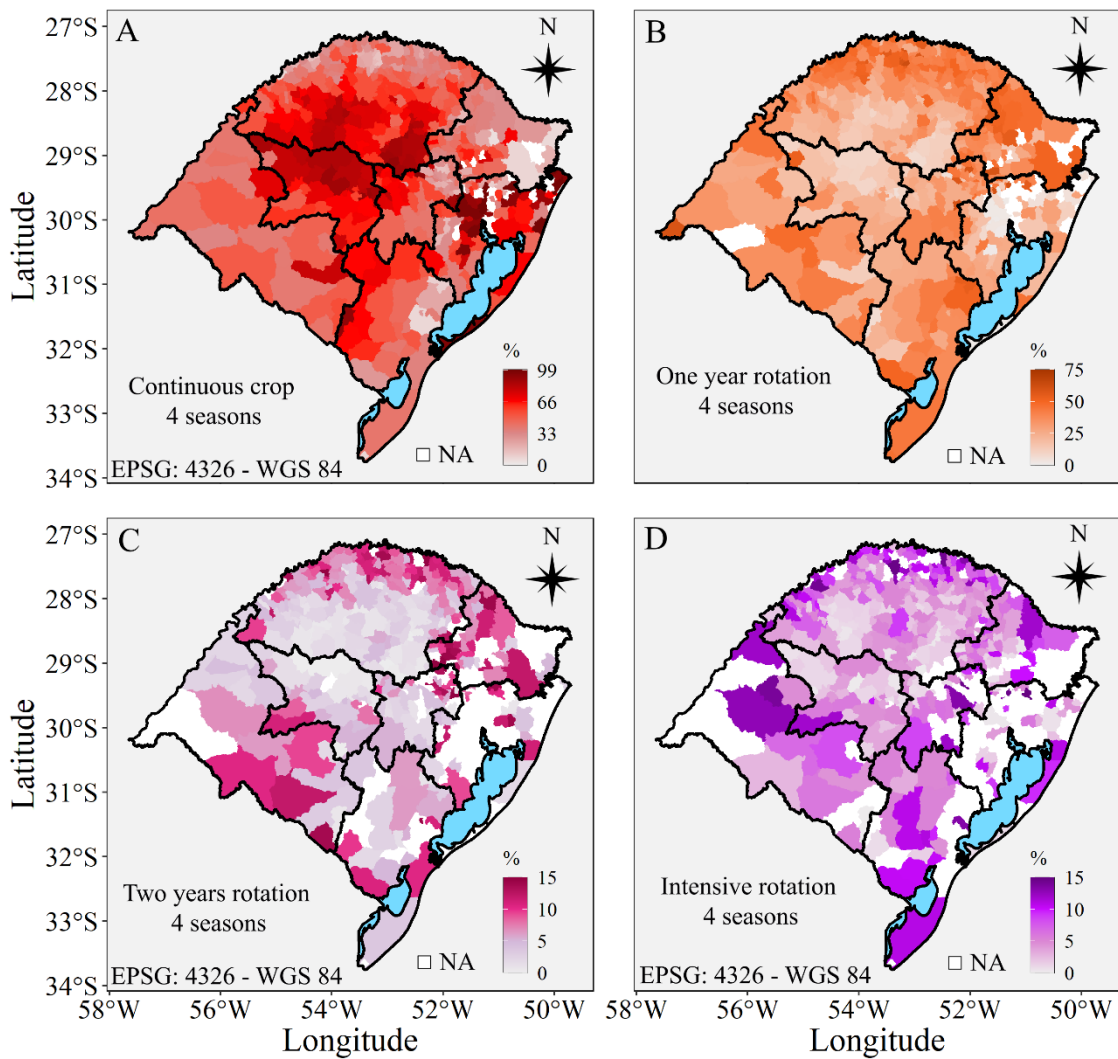 A
N
27°S
28°S
29°S
30°S
31°S
32°S
33°S
34°S
Latitude
Continuous crop
4 seasons
%
99
66
33
0
NA
EPSG: 4326 - WGS 84
B
N
One year rotation
4 seasons
%
75
50
25
0
NA
C
N
27°S
28°S
29°S
30°S
31°S
32°S
33°S
34°S
Latitude
Two years rotation
4 seasons
%
15
10
5
0
NA
EPSG: 4326 - WGS 84
58°W
56°W
54°W
52°W
50°W
Longitude
D
N
Intensive rotation
4 seasons
%
15
10
5
0
NA
EPSG: 4326 - WGS 84
58°W
56°W
54°W
52°W
50°W
Longitude